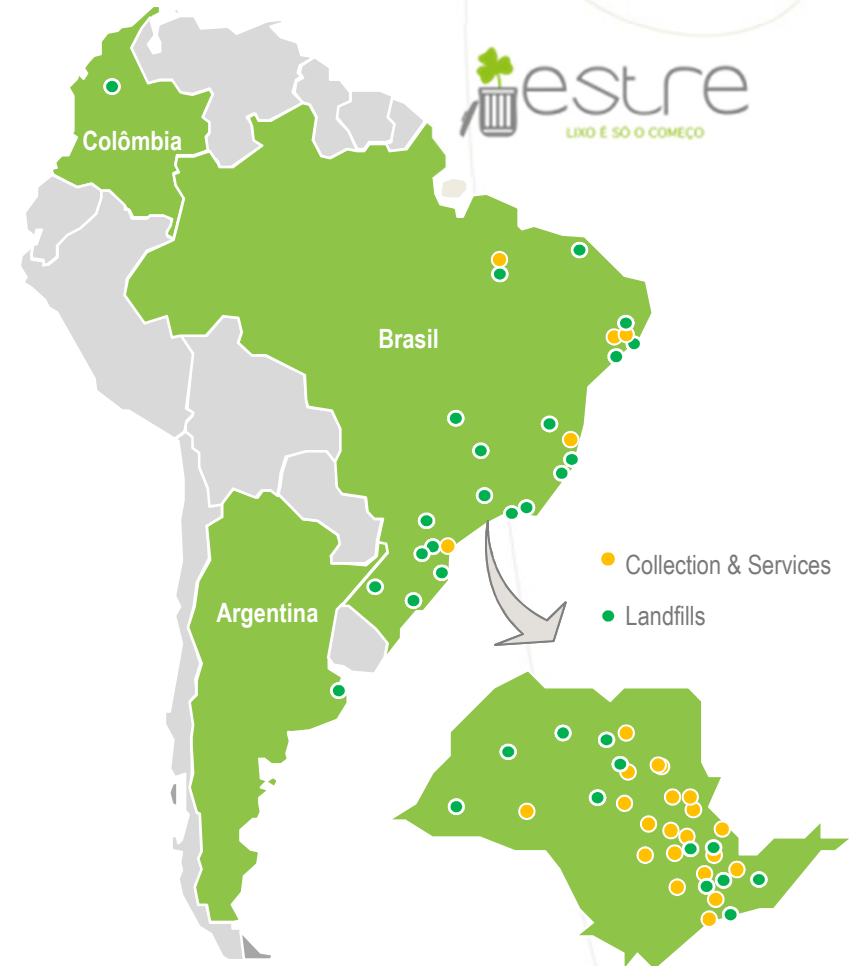 estre
LIXO É SÓ O COMEÇO
Colômbia
Brasil
Collection & Services
Argentina
Landfills